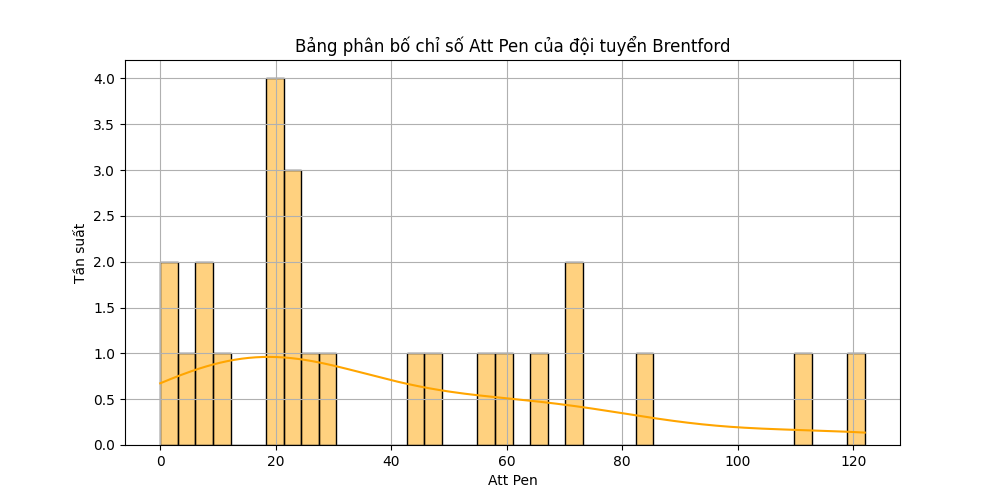 Bảng phân bố chỉ số Att Pen của đội tuyển Brentford
4.0
3.5
3.0
2.5
2.0
1.5
1.0
0.5
0.0
Tần suất
0 20 40 60 80 100 120
Att Pen